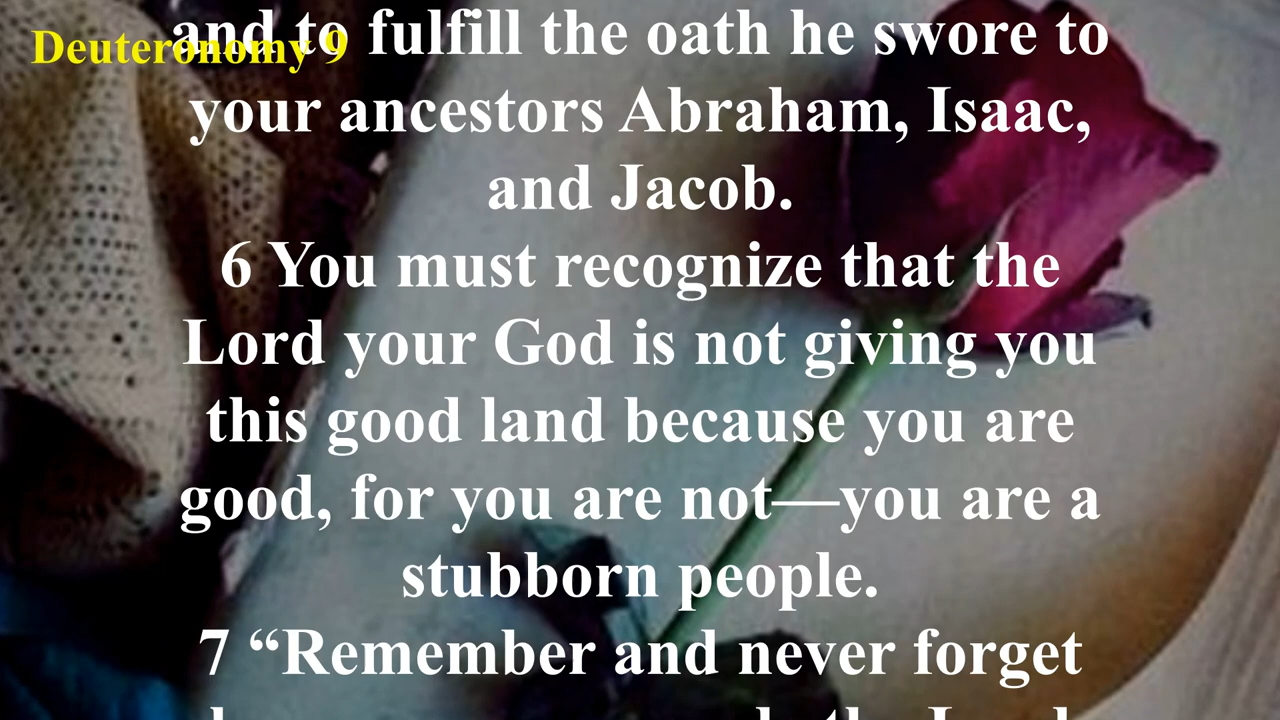 Deuteronomy 9
and to fulfill the oath he swore to
your ancestors Abraham, Isaac,
and Jacob.
6 You must recognize that the
Lord your God is not giving you
this good land because you are
good, for you are not—you are a
stubborn people.
7 “Remember and never forget